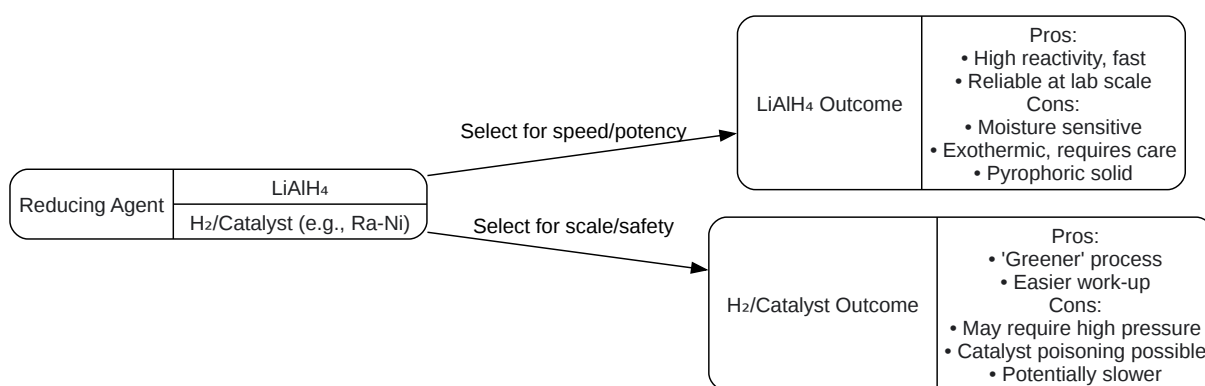 Reducing Agent
LiAlH₄
H₂/Catalyst (e.g., Ra-Ni)
Select for speed/potency
Select for scale/safety
LiAlH₄ Outcome
Pros:
• High reactivity, fast
• Reliable at lab scale
Cons:
• Moisture sensitive
• Exothermic, requires care
• Pyrophoric solid
H₂/Catalyst Outcome
Pros:
• 'Greener' process
• Easier work-up
Cons:
• May require high pressure
• Catalyst poisoning possible
• Potentially slower